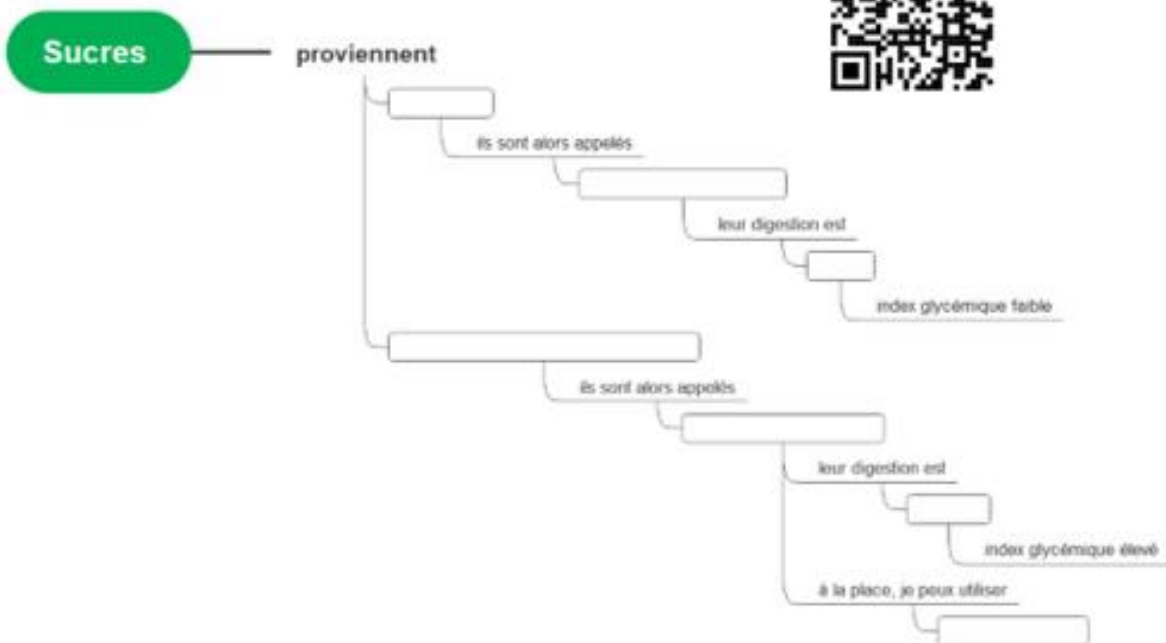 Sucres
proviennent
ils sont alors appelés
leur digestion est
index glycémique faible
ils sont alors appelés
leur digestion est
index glycémique élevé
à la place, je peux utiliser